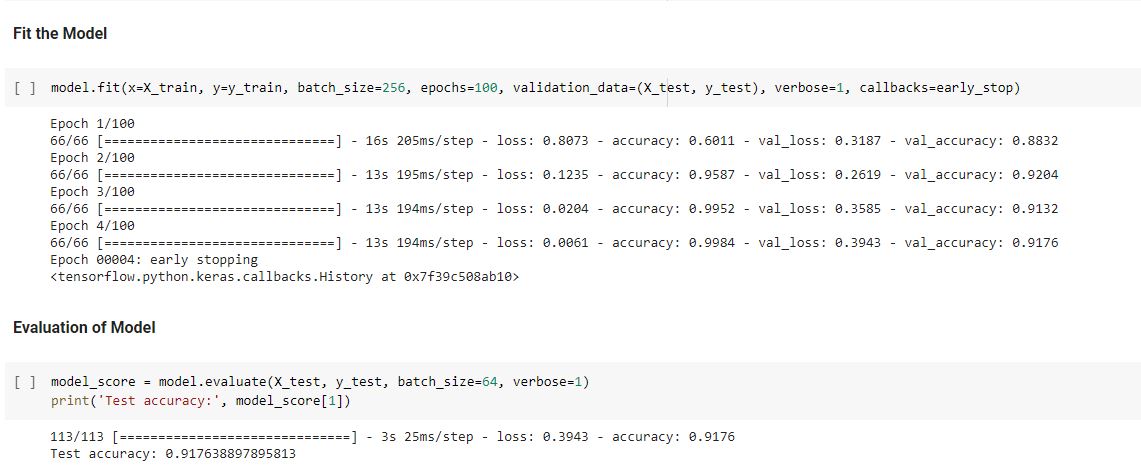 Fit the Model
[ ] model.fit(x=X_train, y=y_train, batch_size=256, epochs=100, validation_data=(X_test, y_test), verbose=1, callbacks=early_stop)
Epoch 1/100
66/66 [==============================] - 16s 205ms/step - loss: 0.8073 - accuracy: 0.6011 - val_loss: 0.3187 - val_accuracy: 0.8832
Epoch 2/100
66/66 [==============================] - 13s 195ms/step - loss: 0.1235 - accuracy: 0.9587 - val_loss: 0.2619 - val_accuracy: 0.9204
Epoch 3/100
66/66 [==============================] - 13s 194ms/step - loss: 0.0204 - accuracy: 0.9952 - val_loss: 0.3585 - val_accuracy: 0.9132
Epoch 4/100
66/66 [==============================] - 13s 194ms/step - loss: 0.0061 - accuracy: 0.9984 - val_loss: 0.3943 - val_accuracy: 0.9176
Epoch 00004: early stopping
<tensorflow.python.keras.callbacks.History at 0x7f39c508ab10>
Evaluation of Model
[ ] model_score = model.evaluate(X_test, y_test, batch_size=64, verbose=1)
print('Test accuracy:', model_score[1])
113/113 [==============================] - 3s 25ms/step - loss: 0.3943 - accuracy: 0.9176
Test accuracy: 0.917638897895813